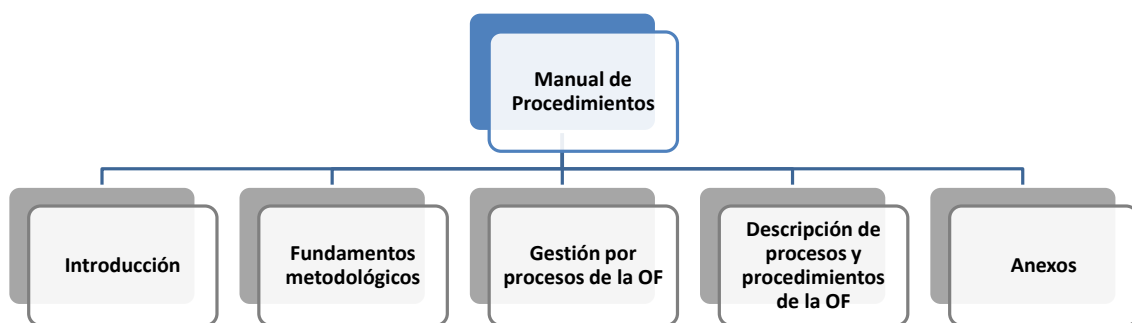 Manual de
Procedimientos
Introducción
Fundamentos
metodológicos
Gestión por
procesos de la OF
Descripción de
procesos y
procedimientos
de la OF
Anexos